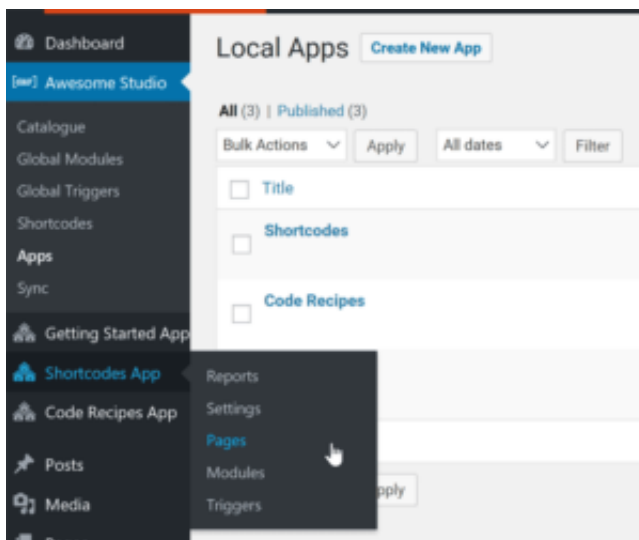 Dashboard
[aw²] Awesome Studio
Catalogue
Global Modules
Global Triggers
Shortcodes
Apps
Sync
Getting Started App
Shortcodes App
Code Recipes App
Posts
Media
Local Apps Create New App
All (3) | Published (3)
Bulk Actions Apply All dates Filter
Title
Shortcodes
Code Recipes
Reports
Settings
Pages
Modules
Triggers
pply